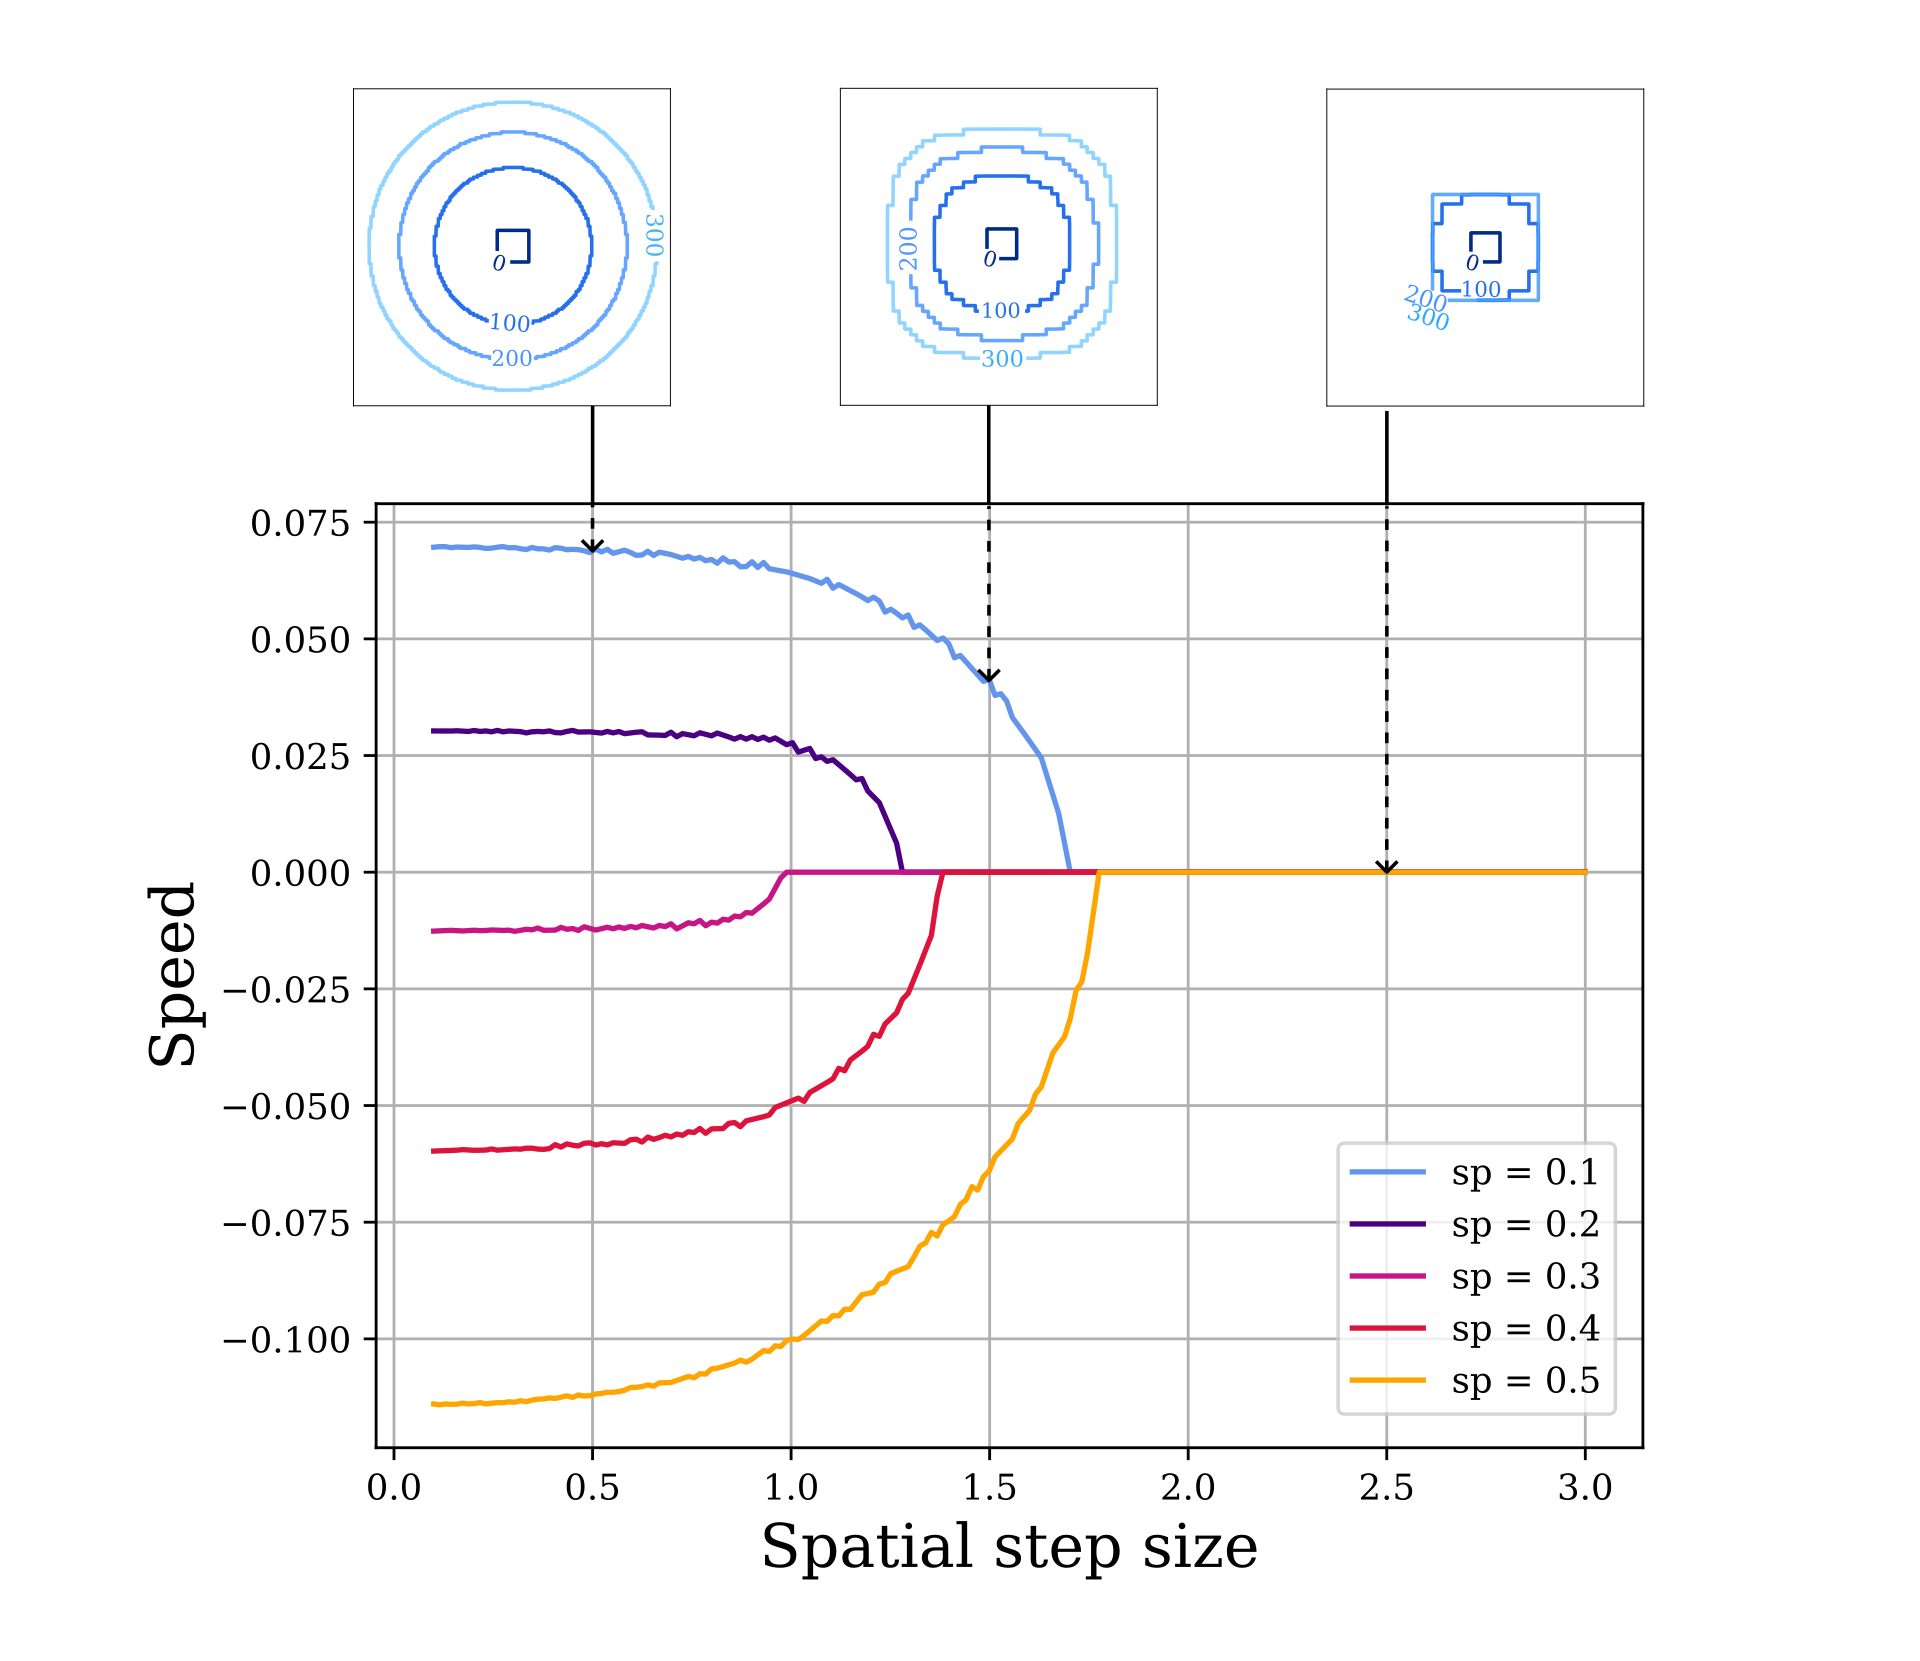 300
0
100
200
200
0
100
300
0
100
200
300
Speed
0.075
0.050
0.025
0.000
−0.025
−0.050
−0.075
−0.100
sp = 0.1
sp = 0.2
sp = 0.3
sp = 0.4
sp = 0.5
0.0 0.5 1.0 1.5 2.0 2.5 3.0
Spatial step size